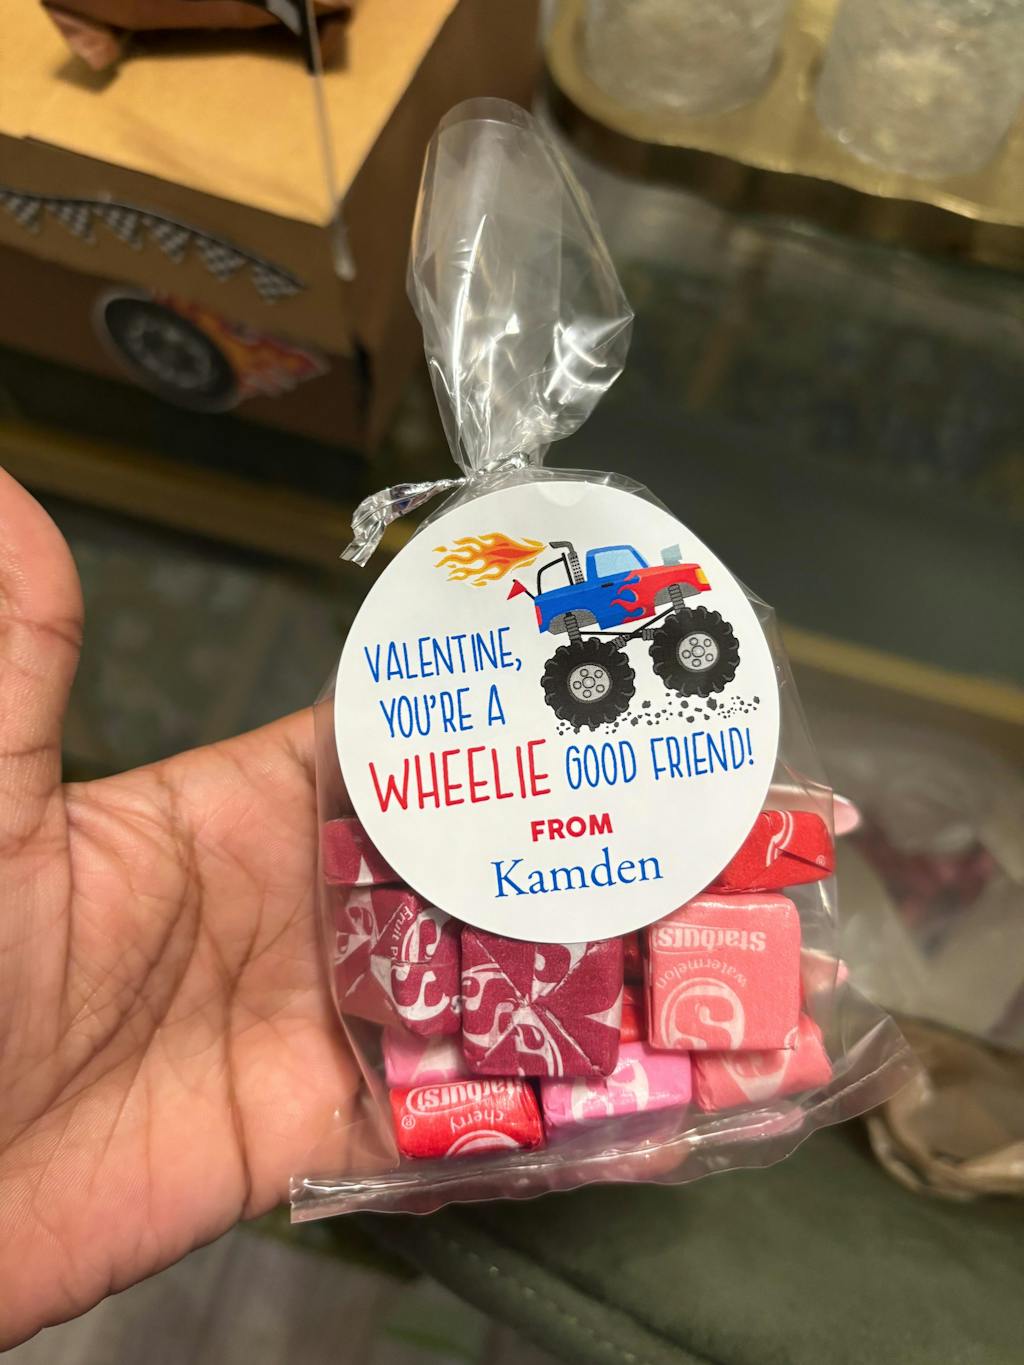 VALENTINE,
YOU'RE A
WHEELIE GOOD FRIEND!
FROM
Kamden
Starburst
watermelon
Starburst
cherry